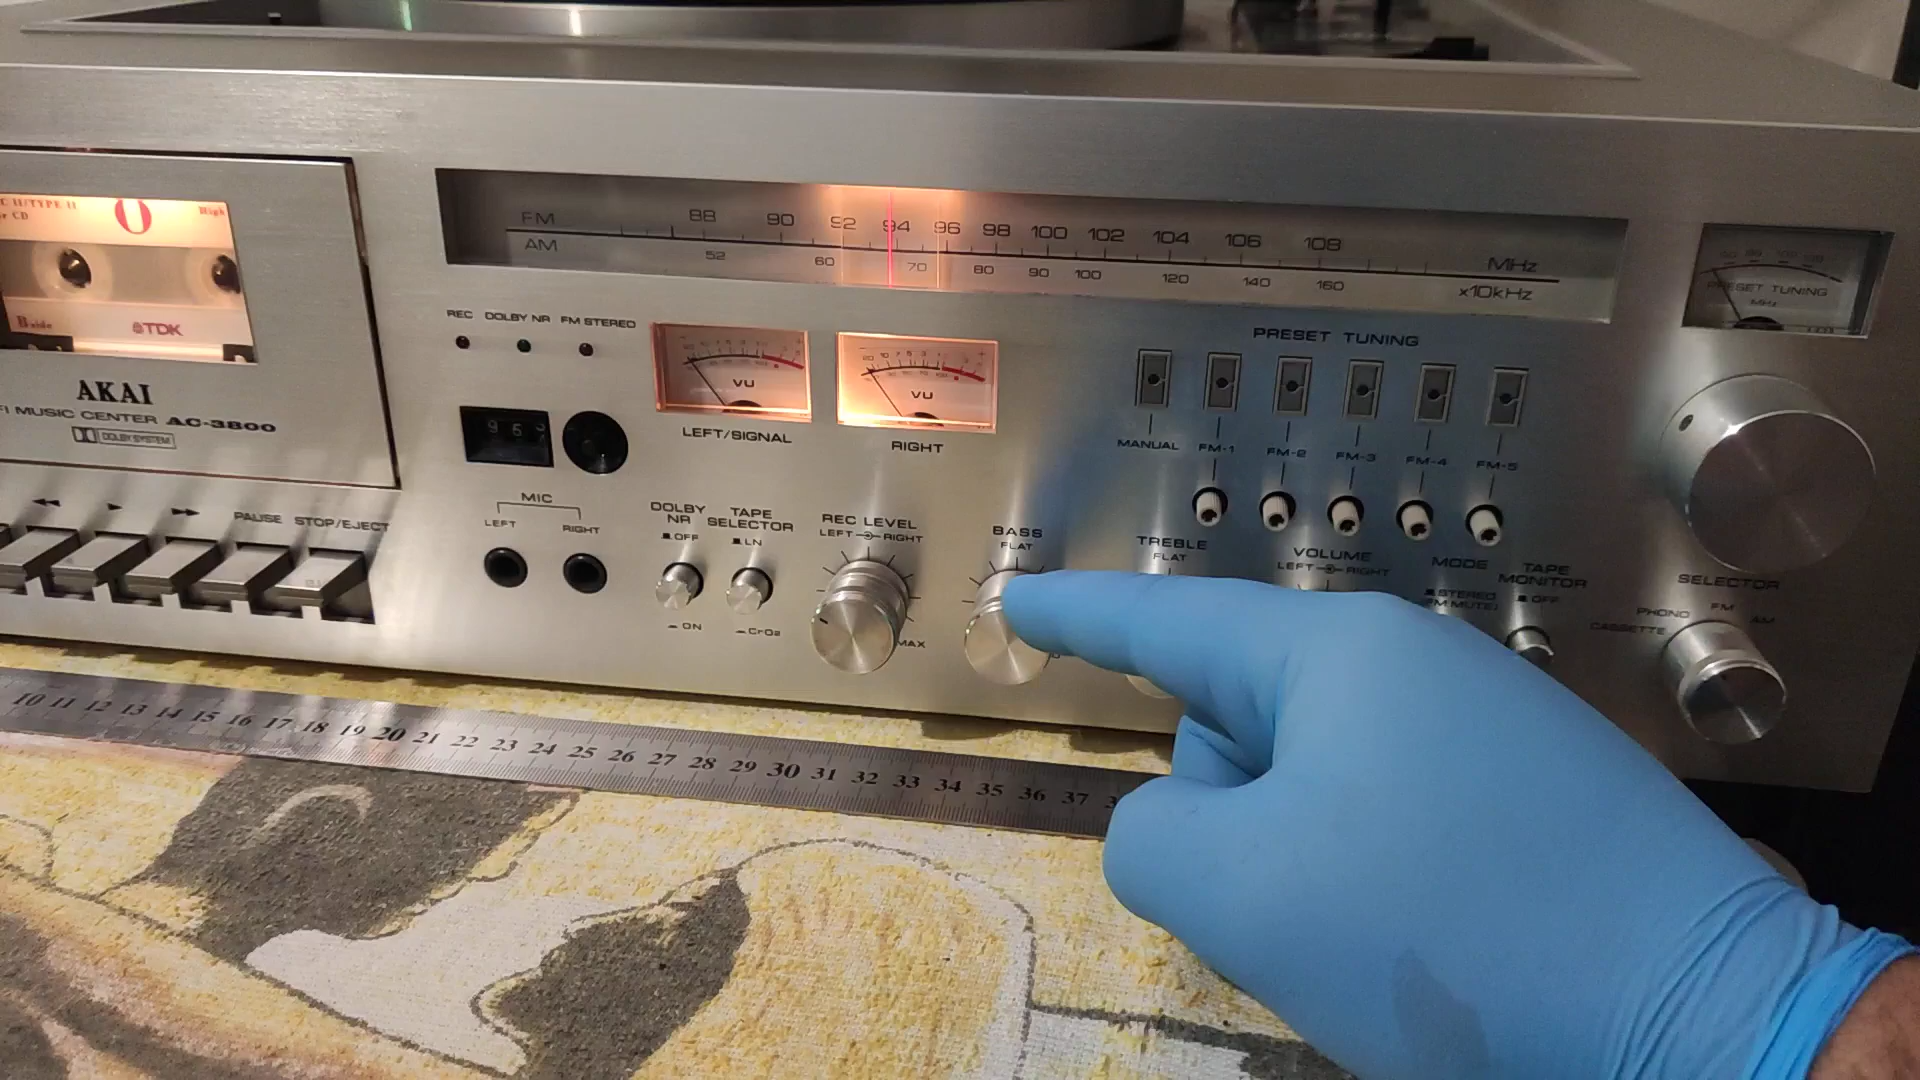 C II/TYPE II
r CD
High
B side
TDK
AKAI
FI MUSIC CENTER AC-3800
DOLBY SYSTEM
PAUSE STOP/EJECT
FM 88 90 92 94 96 98 100 102 104 106 108 MHz
AM 52 60 70 80 90 100 120 140 160 x10kHz
REC DOLBY NR FM STEREO
VU
LEFT/SIGNAL
VU
RIGHT
MIC
LEFT RIGHT
DOLBY NR
OFF
ON
TAPE SELECTOR
LN
CrO2
REC LEVEL
LEFT RIGHT
MAX
BASS
FLAT
TREBLE
FLAT
VOLUME
LEFT RIGHT
MODE
STEREO
(FM MUTE)
TAPE MONITOR
OFF
PRESET TUNING
MANUAL FM-1 FM-2 FM-3 FM-4 FM-5
PRESET TUNING
MHz
SELECTOR
CASSETTE PHONO FM AM
10 11 12 13 14 15 16 17 18 19 20 21 22 23 24 25 26 27 28 29 30 31 32 33 34 35 36 37